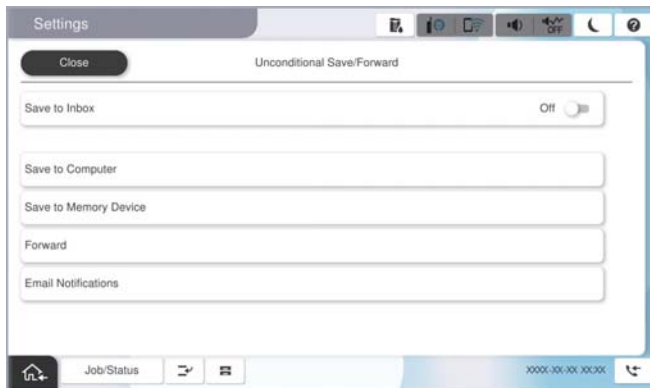 Settings
OFF
Close
Unconditional Save/Forward
Save to Inbox
Off
Save to Computer
Save to Memory Device
Forward
Email Notifications
Job/Status
XXXX-XX-XX XX:XX